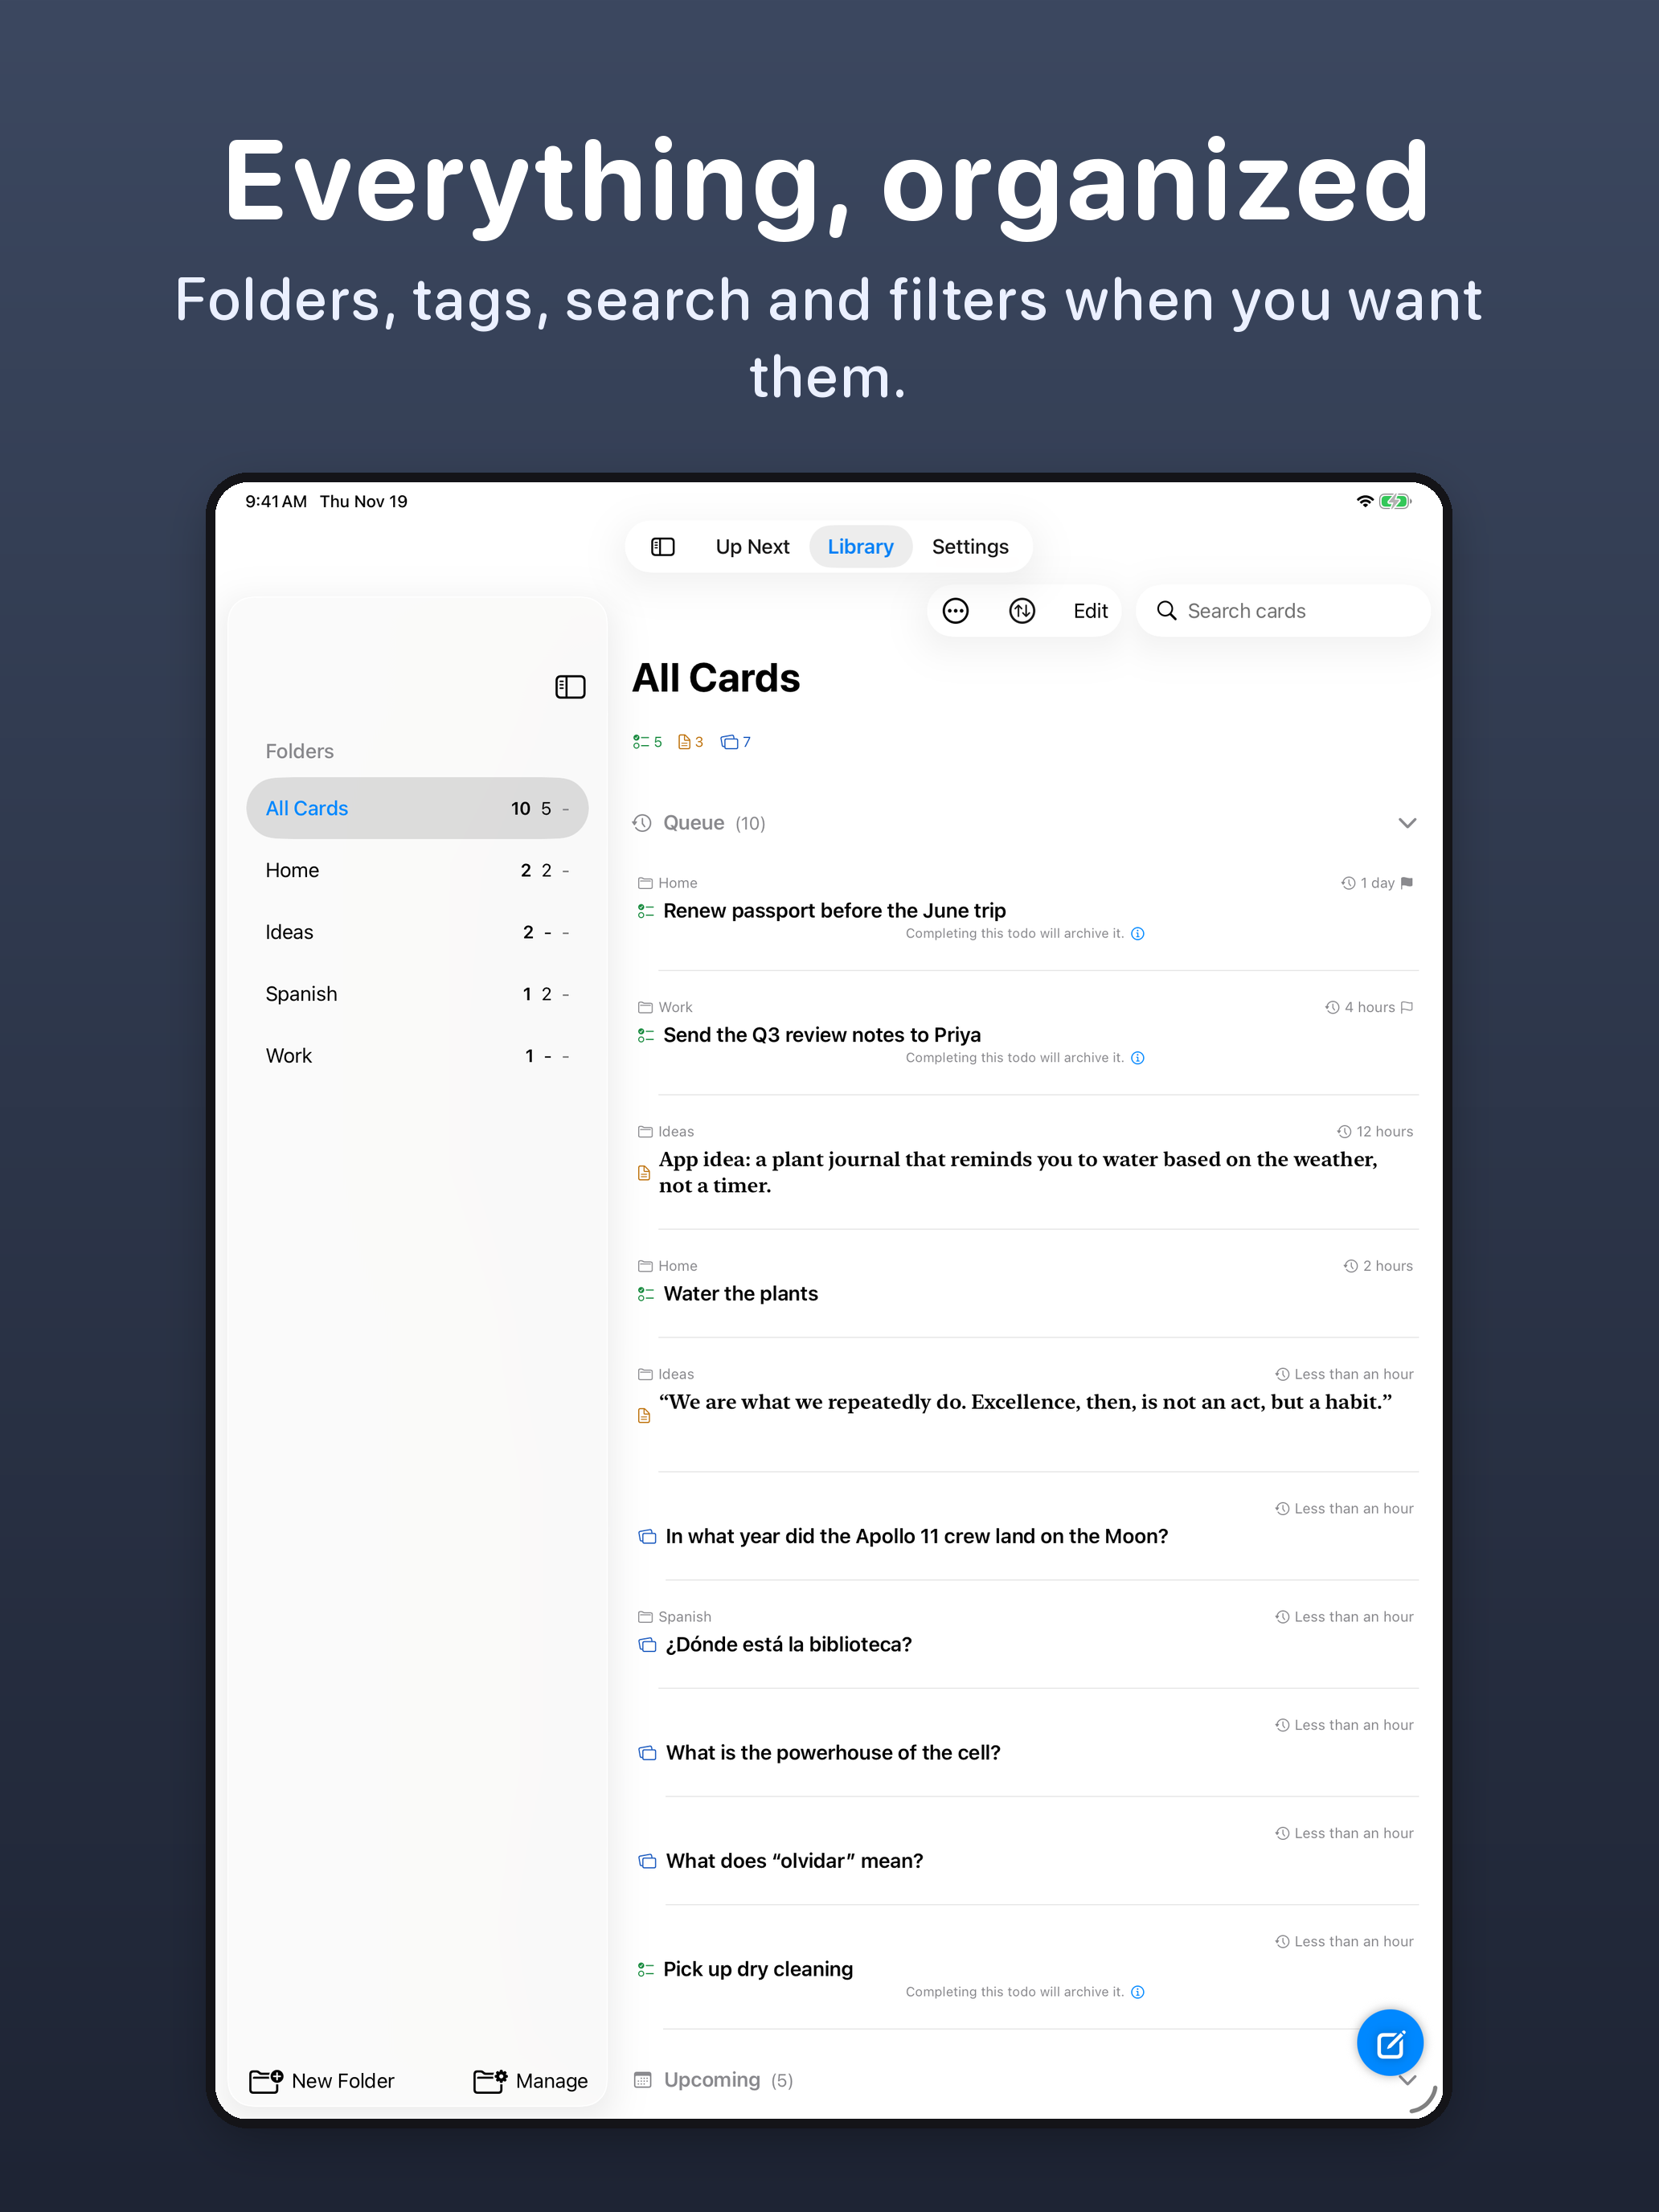 Everything, organized
Folders, tags, search and filters when you want
them.
9:41 AM Thu Nov 19
Up Next Library Settings
Edit Search cards
All Cards
5 3 7
Folders
All Cards 10 5 -
Home 2 2 -
Ideas 2 - -
Spanish 1 2 -
Work 1 - -
New Folder Manage
Queue (10)
Home 1 day
Renew passport before the June trip
Completing this todo will archive it.
Work 4 hours
Send the Q3 review notes to Priya
Completing this todo will archive it.
Ideas 12 hours
App idea: a plant journal that reminds you to water based on the weather,
not a timer.
Home 2 hours
Water the plants
Ideas Less than an hour
“We are what we repeatedly do. Excellence, then, is not an act, but a habit.”
Less than an hour
In what year did the Apollo 11 crew land on the Moon?
Spanish Less than an hour
¿Dónde está la biblioteca?
Less than an hour
What is the powerhouse of the cell?
Less than an hour
What does “olvidar” mean?
Less than an hour
Pick up dry cleaning
Completing this todo will archive it.
Upcoming (5)